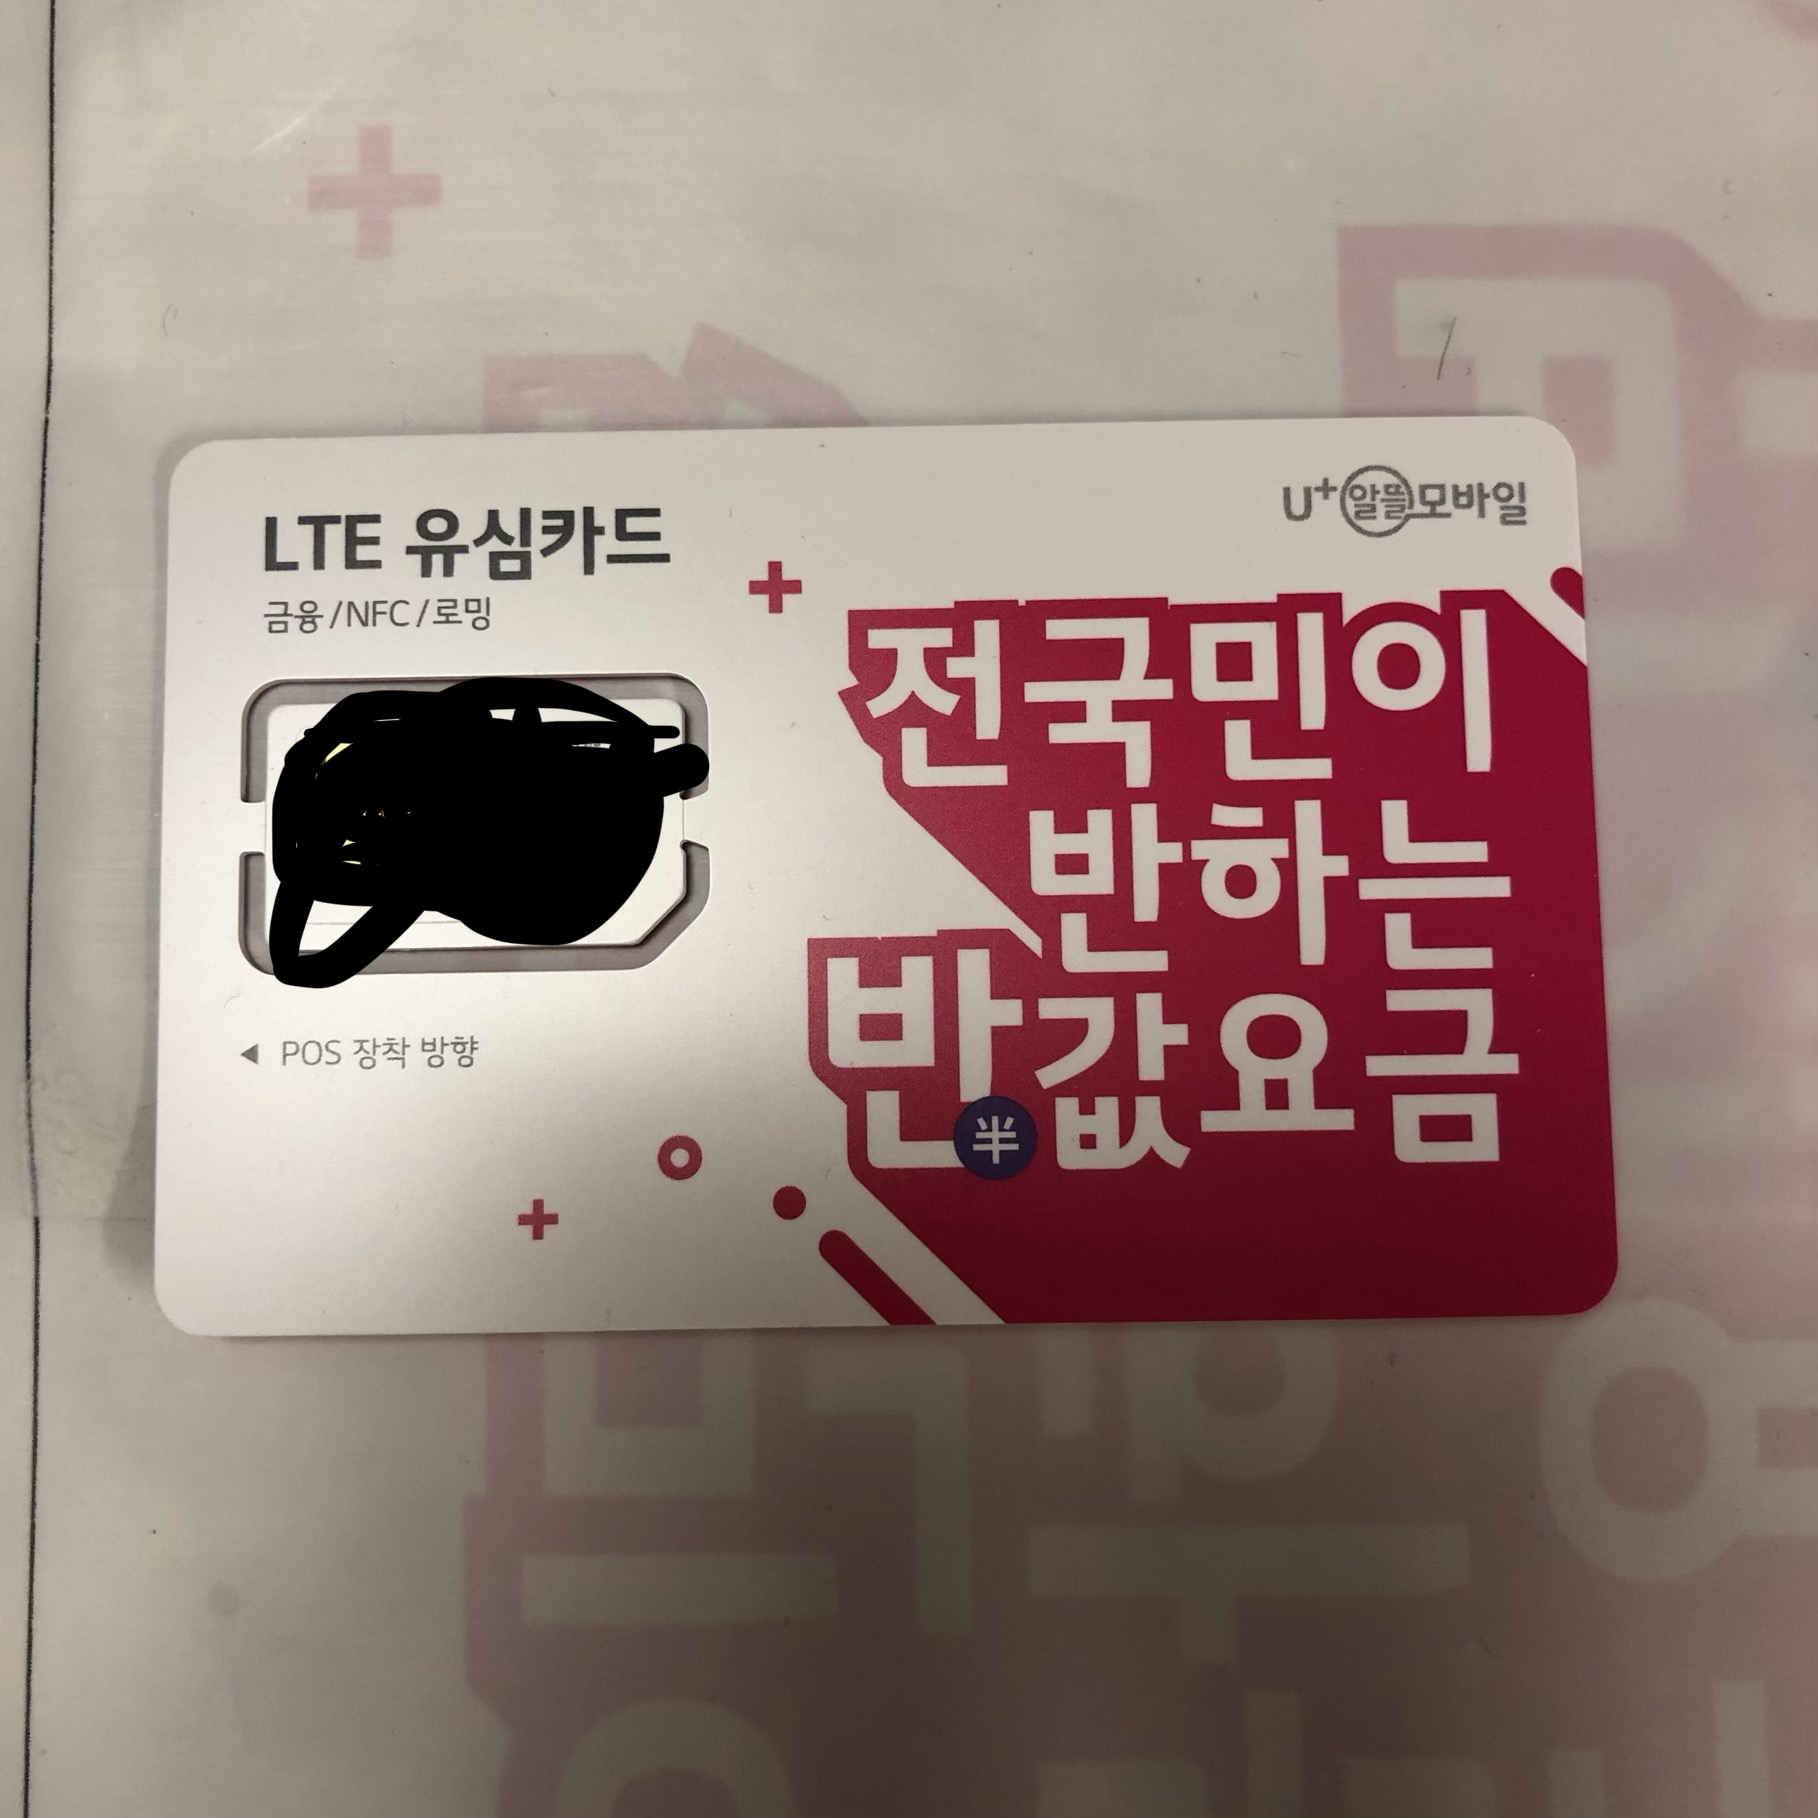 LTE 유심카드
금융/NFC/로밍
U+알뜰모바일
전국민이
반하는
반값요금
半
◀ POS 장착 방향